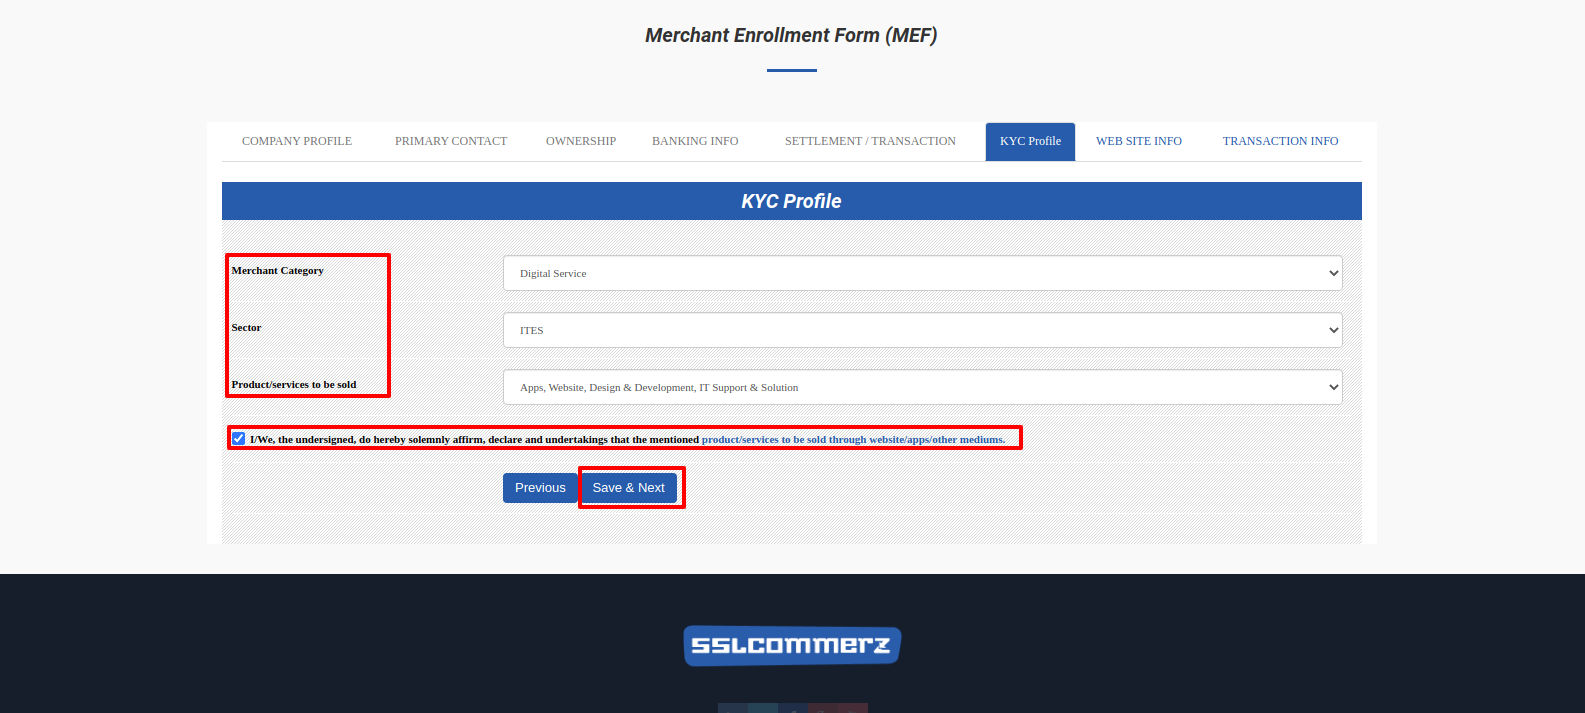 Merchant Enrollment Form (MEF)
COMPANY PROFILE PRIMARY CONTACT OWNERSHIP BANKING INFO SETTLEMENT / TRANSACTION KYC Profile WEB SITE INFO TRANSACTION INFO
KYC Profile
Merchant Category Digital Service
Sector ITES
Product/services to be sold Apps, Website, Design & Development, IT Support & Solution
I/We, the undersigned, do hereby solemnly affirm, declare and undertakings that the mentioned product/services to be sold through website/apps/other mediums.
Previous Save & Next
SSLCOMMERZ